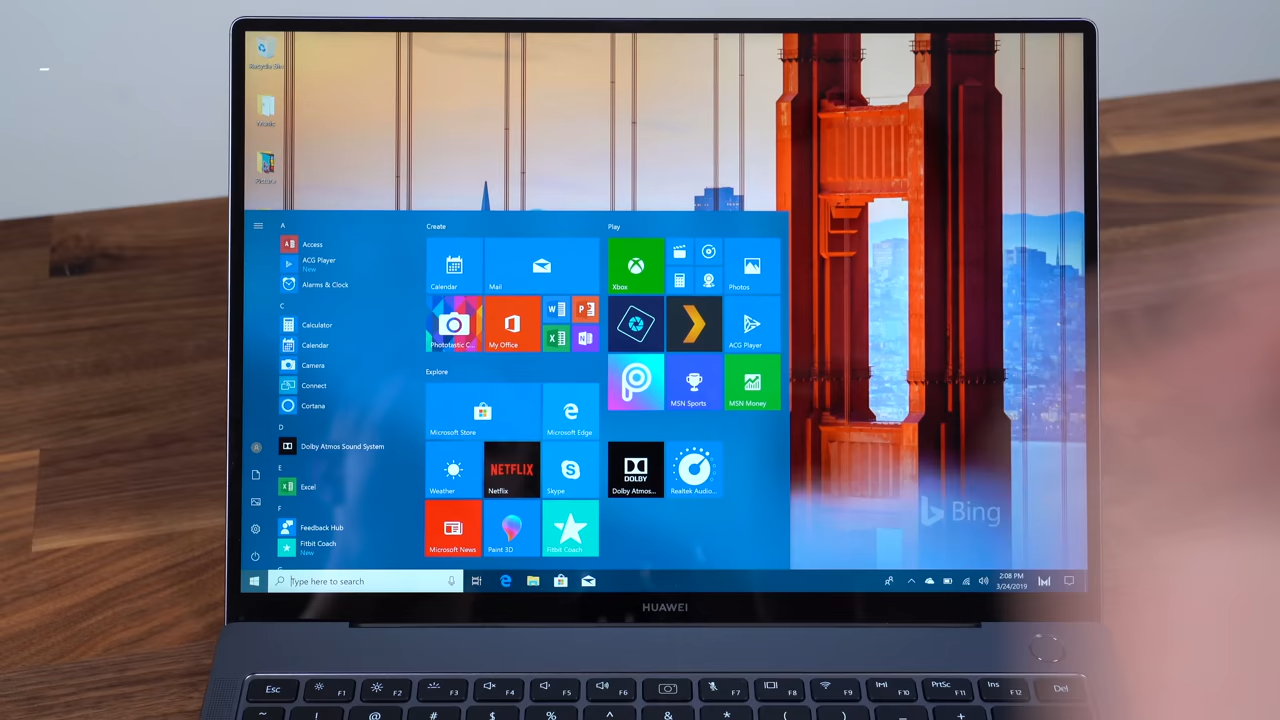 Recycle Bin
Music
Picture
A
Access
ACG Player
New
Alarms & Clock
C
Calculator
Calendar
Camera
Connect
Cortana
D
Dolby Atmos Sound System
E
Excel
F
Feedback Hub
Fitbit Coach
New
Create
Calendar
Mail
Phototastic C...
My Office
Explore
Microsoft Store
Microsoft Edge
Weather
NETFLIX
Netflix
Skype
Microsoft News
Paint 3D
Fitbit Coach
Play
Xbox
Photos
ACG Player
MSN Sports
MSN Money
DOLBY
Dolby Atmos...
Realtek Audio...
Bing
Type here to search
2:08 PM
3/24/2019
HUAWEI
Esc F1 F2 F3 F4 F5 F6 F7 F8 F9 F10 PrtSc F11 Ins F12 Del
~ ! @ # $ % ^ & * ( ) _ +